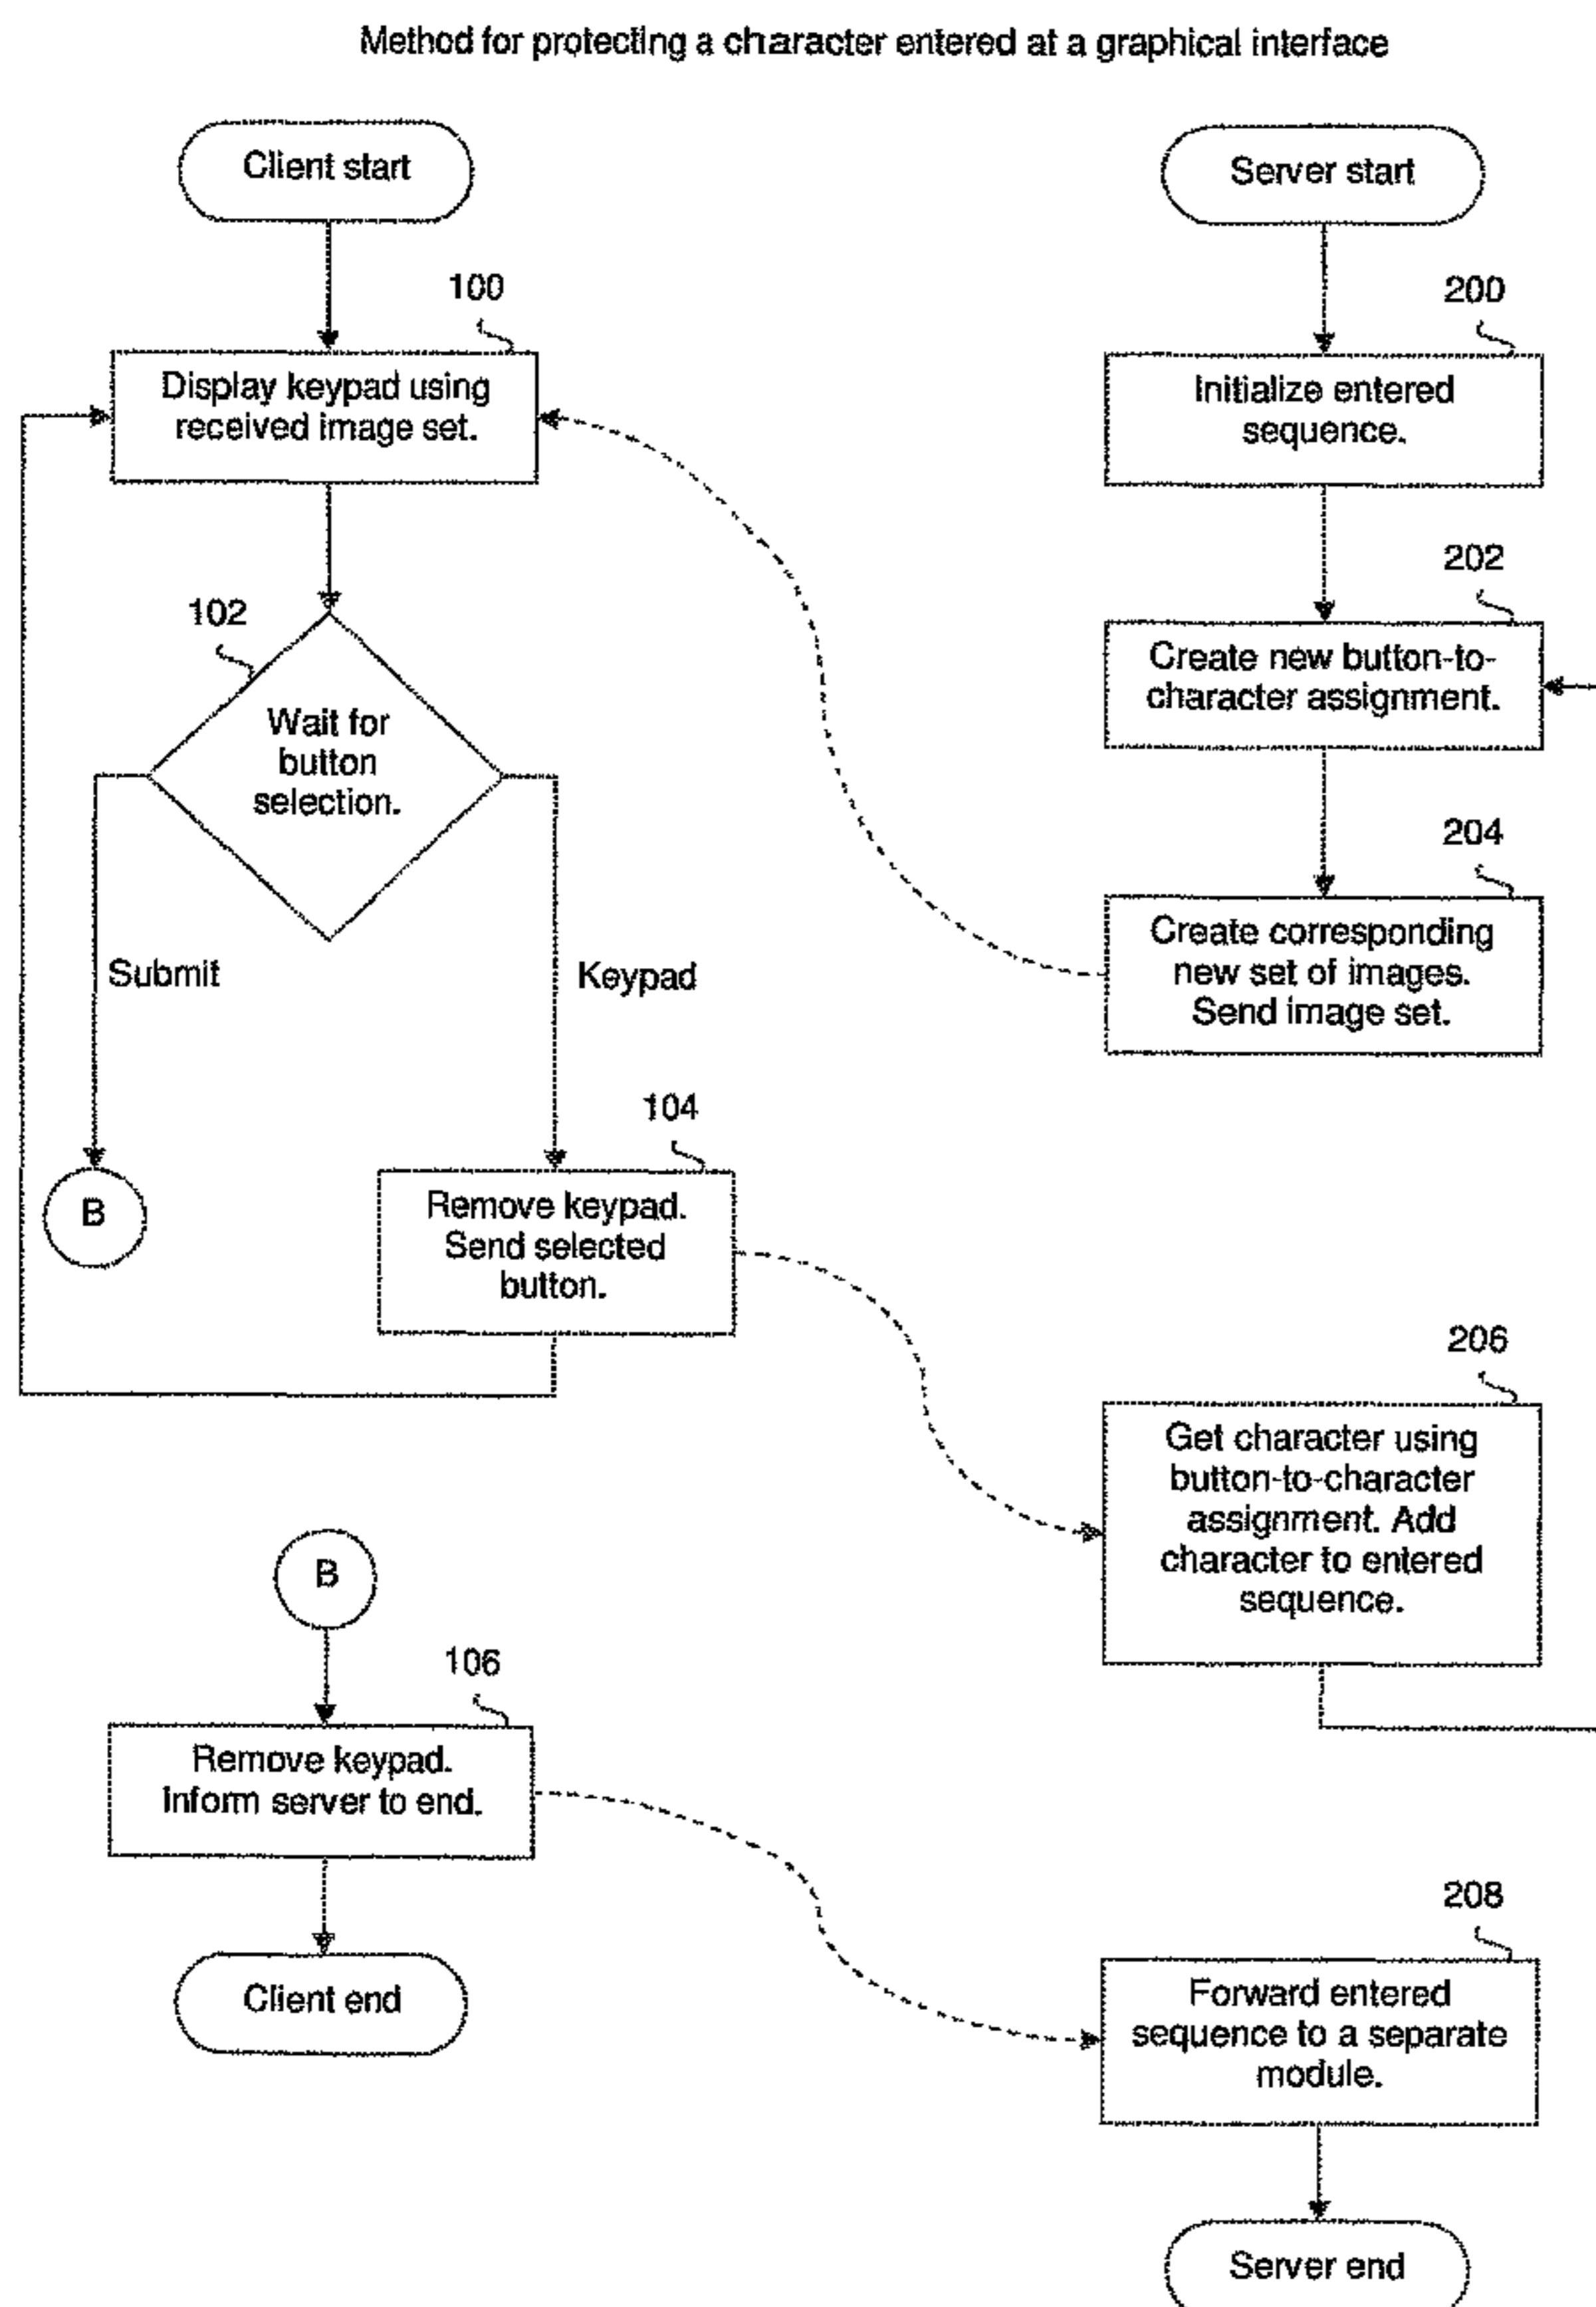 Method for protecting a character entered at a graphical interface
Client start
100
Display keypad using
received image set.
102
Wait for
button
selection.
Submit
Keypad
B
104
Remove keypad.
Send selected
button.
B
106
Remove keypad.
Inform server to end.
Client end
Server start
200
Initialize entered
sequence.
202
Create new button-to-
character assignment.
204
Create corresponding
new set of images.
Send image set.
206
Get character using
button-to-character
assignment. Add
character to entered
sequence.
208
Forward entered
sequence to a separate
module.
Server end